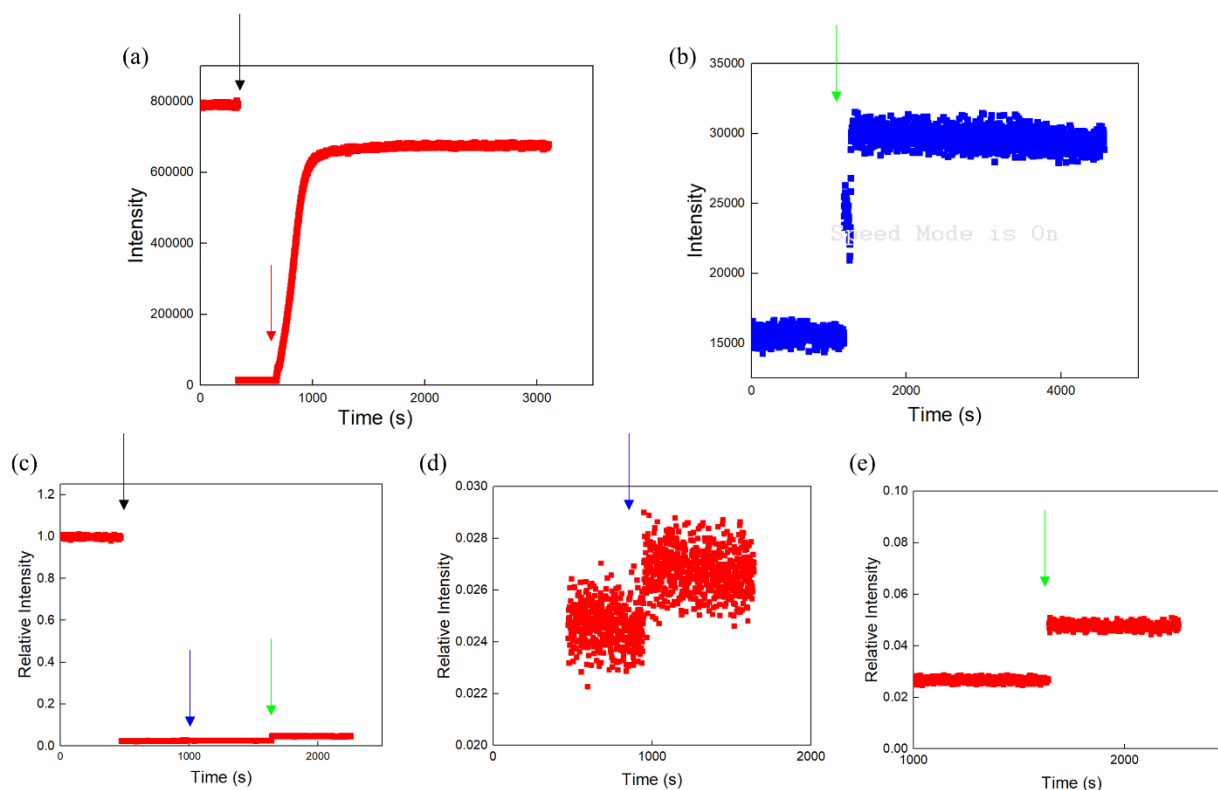 (a)
800000
600000
400000
200000
0
Intensity
0 1000 2000 3000
Time (s)
(b)
35000
30000
25000
20000
15000
Intensity
Speed Mode is On
0 2000 4000
Time (s)
(c)
1.2
1.0
0.8
0.6
0.4
0.2
0.0
Relative Intensity
0 1000 2000
Time (s)
(d)
0.030
0.028
0.026
0.024
0.022
0.020
Relative Intensity
0 1000 2000
Time (s)
(e)
0.10
0.08
0.06
0.04
0.02
0.00
Relative Intensity
1000 2000
Time (s)